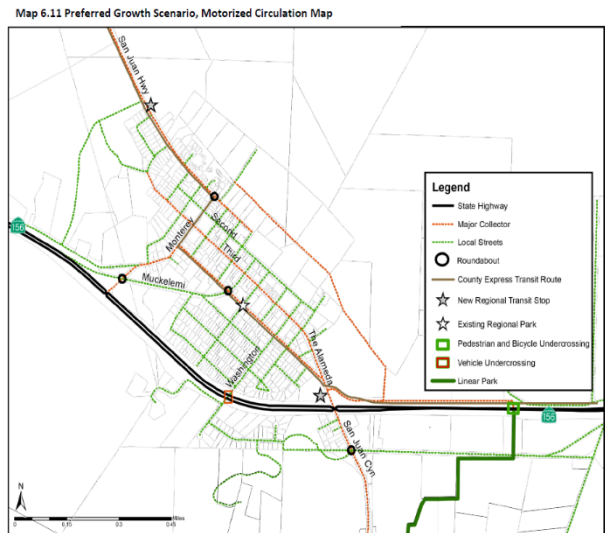 Map 6.11 Preferred Growth Scenario, Motorized Circulation Map
San Juan Hwy
156
Monterey
Second
Third
Muckelemi
Washington
The Alameda
San Juan Cyn
156
Legend
State Highway
Major Collector
Local Streets
Roundabout
County Express Transit Route
New Regional Transit Stop
Existing Regional Park
Pedestrian and Bicycle Undercrossing
Vehicle Undercrossing
Linear Park
N
0 0.15 0.3 0.45
Miles